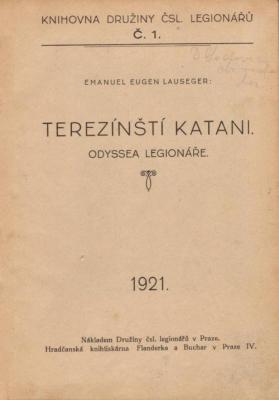 KNIHOVNA DRUŽINY ČSL. LEGIONÁŘŮ
Č. 1.
EMANUEL EUGEN LAUSEGER:
TEREZÍNŠTÍ KATANI.
ODYSSEA LEGIONÁŘE.
1921.
Nákladem Družiny čsl. legionářů v Praze.
Hradčanská knihtiskárna Flanderka a Buchar v Praze IV.